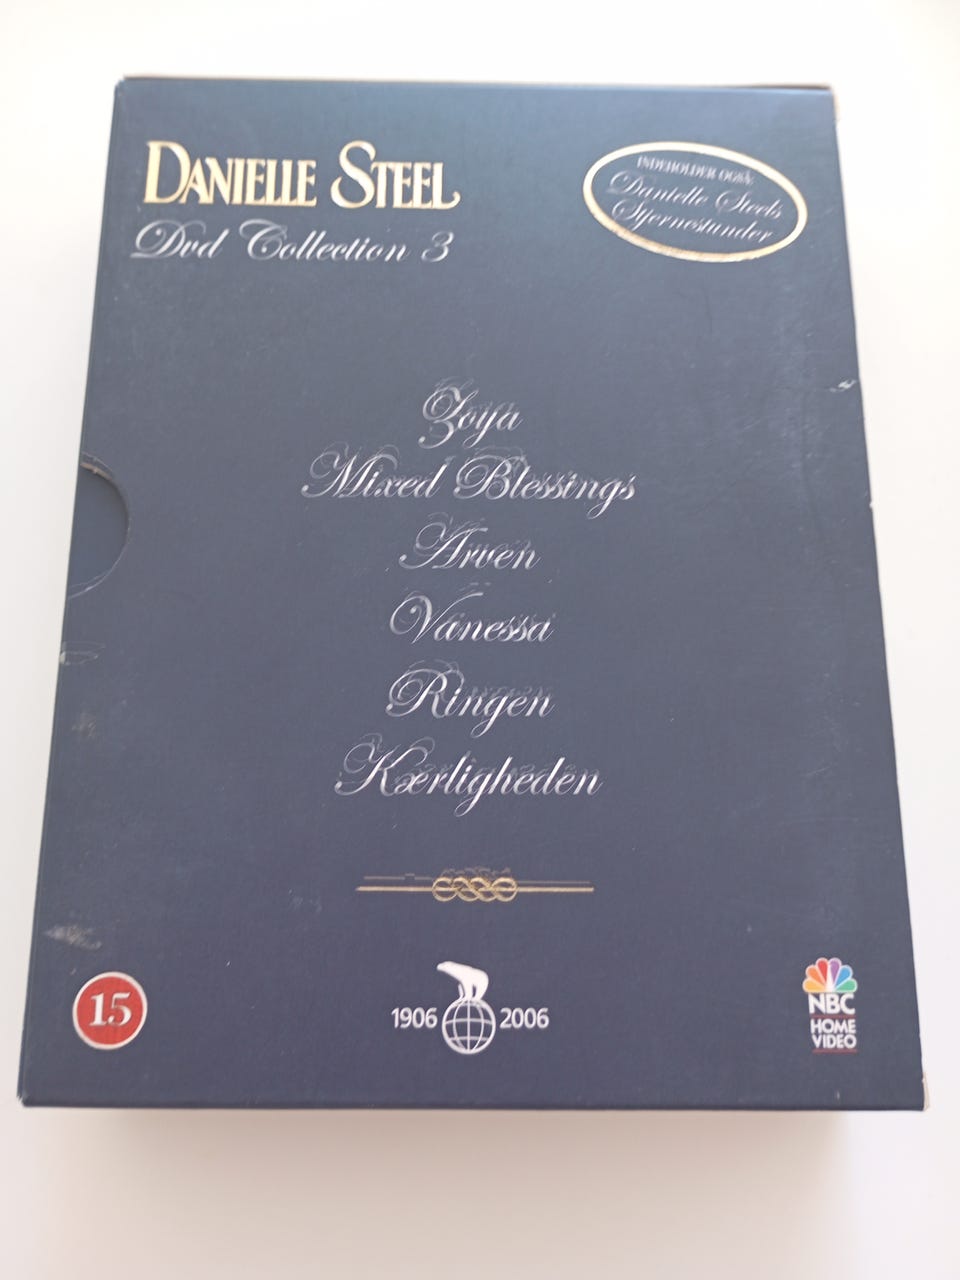 DANIELLE STEEL
Dvd Collection 3
INDEHOLDER OGSÅ:
Danielle Steels
Stjernestunder
Zoya
Mixed Blessings
Arven
Vanessa
Ringen
Kærligheden
15
1906 2006
NBC
HOME
VIDEO